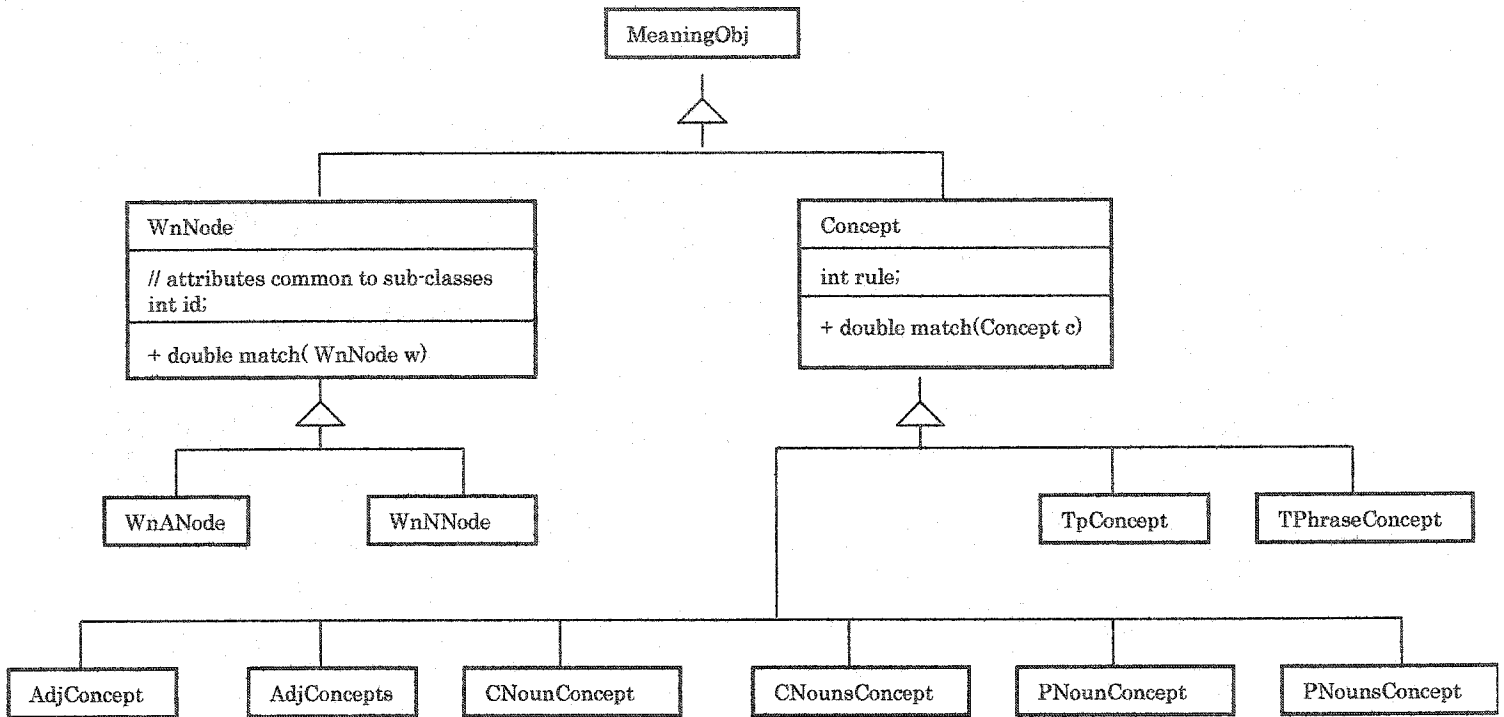 MeaningObj
WnNode
// attributes common to sub-classes
int id;
+ double match( WnNode w)
Concept
int rule;
+ double match(Concept c)
WnANode
WnNNode
TpConcept
TPhraseConcept
AdjConcept
AdjConcepts
CNounConcept
CNounsConcept
PNounConcept
PNounsConcept